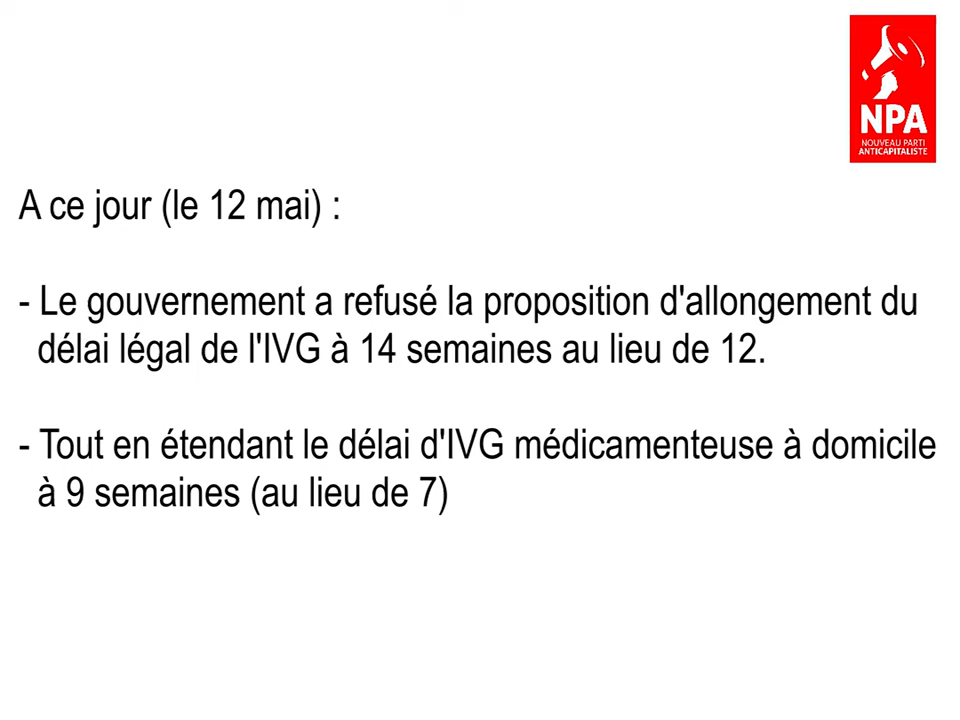 NPA
NOUVEAU PARTI
ANTICAPITALISTE
A ce jour (le 12 mai) :
- Le gouvernement a refusé la proposition d'allongement du
délai légal de l'IVG à 14 semaines au lieu de 12.
- Tout en étendant le délai d'IVG médicamenteuse à domicile
à 9 semaines (au lieu de 7)